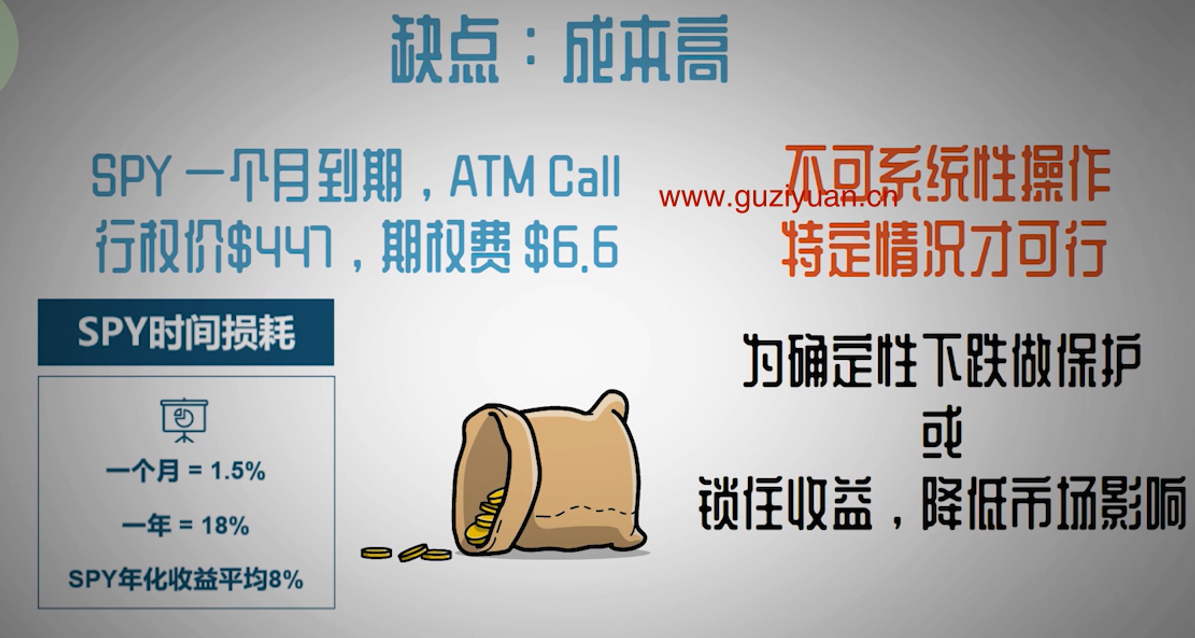 缺点：成本高
SPY 一个月到期，ATM Call
行权价$447，期权费 $6.6
不可系统性操作
www.guziyuan.cn
特定情况才可行
SPY时间损耗
一个月 = 1.5%
一年 = 18%
SPY年化收益平均8%
为确定性下跌做保护
或
锁住收益，降低市场影响